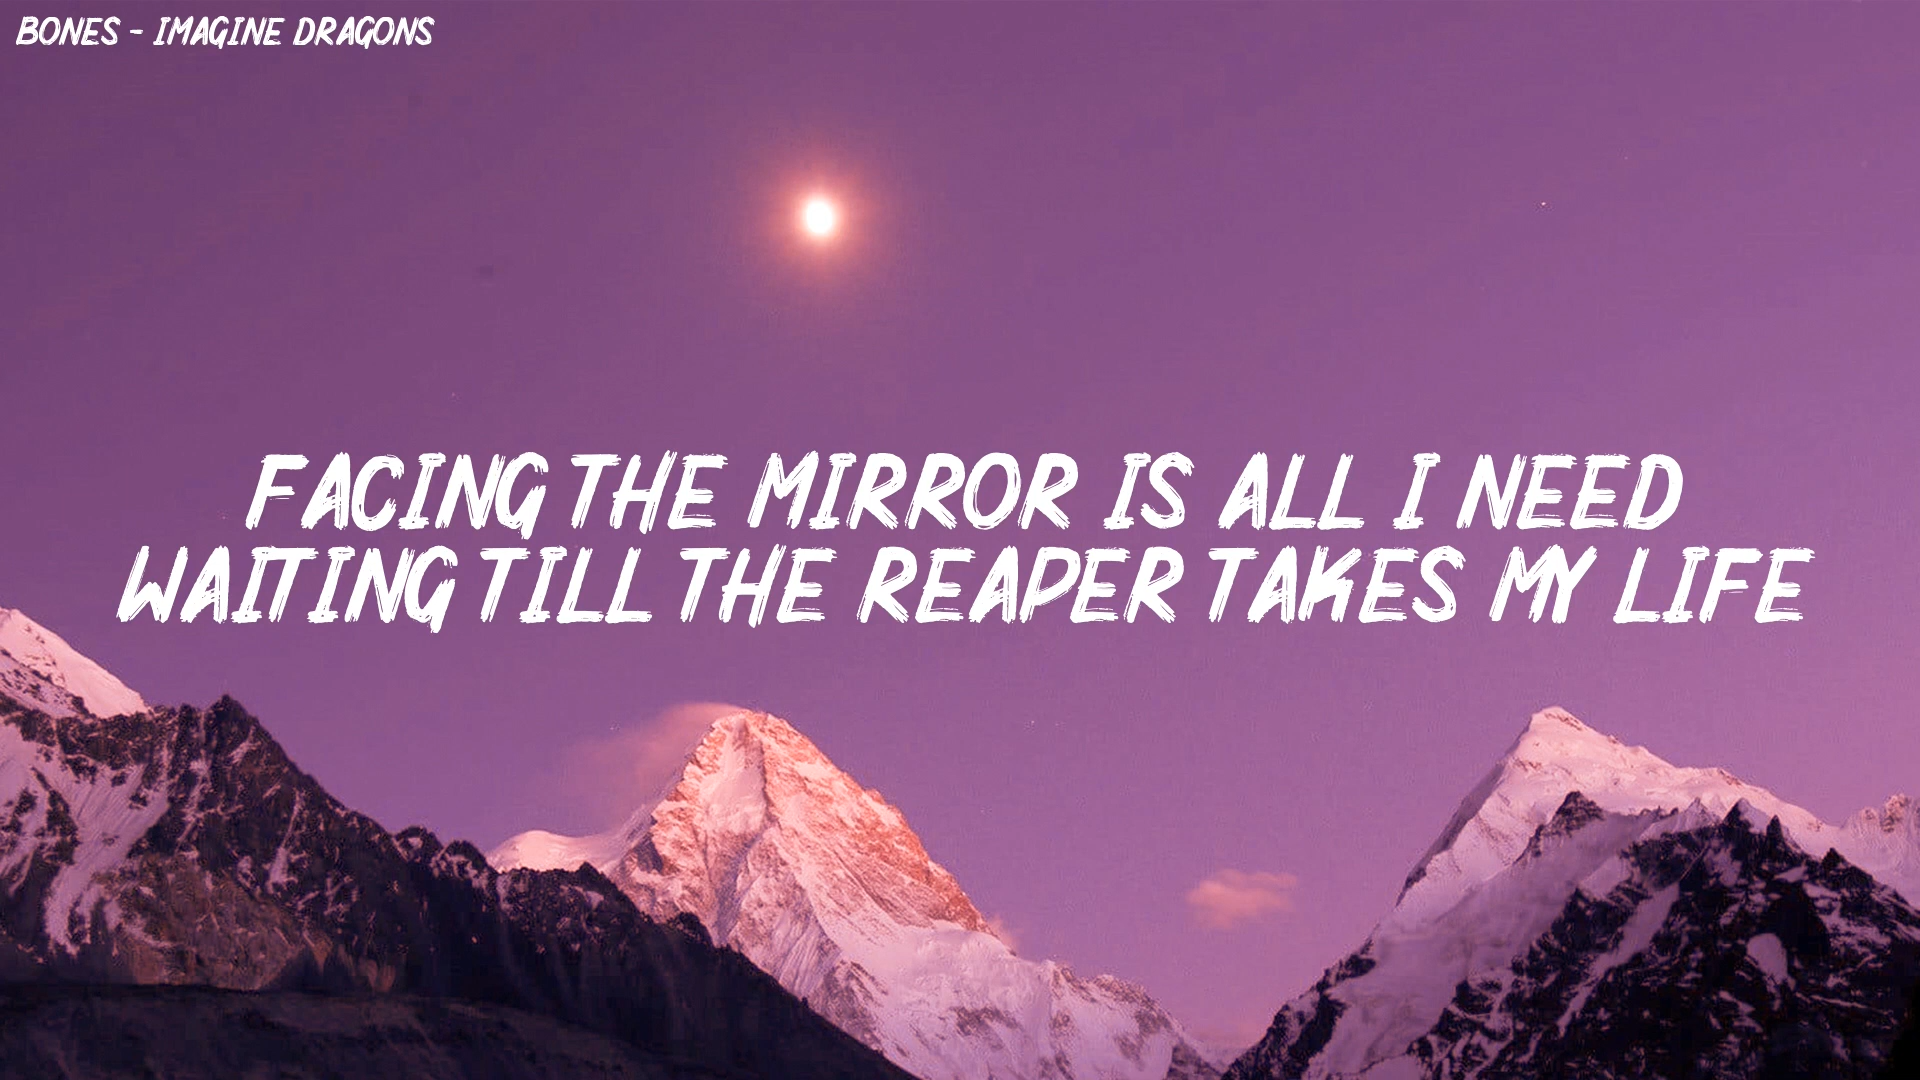 BONES - IMAGINE DRAGONS
FACING THE MIRROR IS ALL I NEED
WAITING TILL THE REAPER TAKES MY LIFE